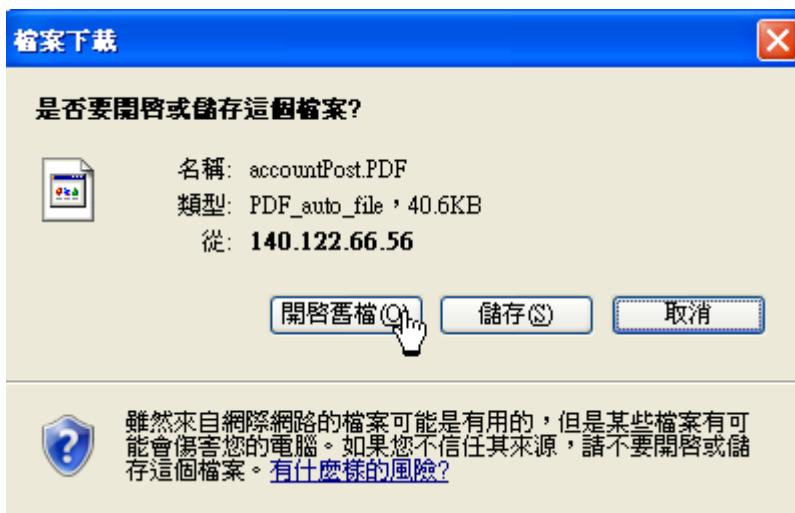 檔案下載
是否要開啓或儲存這個檔案?
名稱: accountPost.PDF
類型: PDF_auto_file，40.6KB
從: 140.122.66.56
開啓舊檔(O) 儲存(S) 取消
雖然來自網際網路的檔案可能是有用的，但是某些檔案有可
能會傷害您的電腦。如果您不信任其來源，請不要開啓或儲
存這個檔案。有什麼樣的風險?